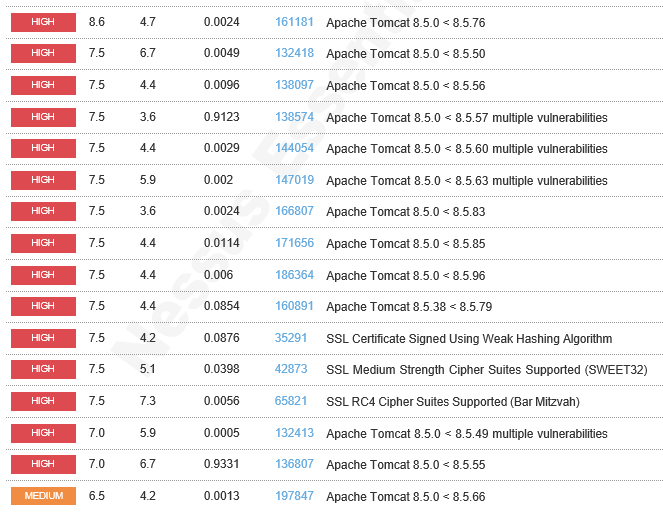 HIGH 8.6 4.7 0.0024 161181 Apache Tomcat 8.5.0 < 8.5.76
HIGH 7.5 6.7 0.0049 132418 Apache Tomcat 8.5.0 < 8.5.50
HIGH 7.5 4.4 0.0096 138097 Apache Tomcat 8.5.0 < 8.5.56
HIGH 7.5 3.6 0.9123 138574 Apache Tomcat 8.5.0 < 8.5.57 multiple vulnerabilities
HIGH 7.5 4.4 0.0029 144054 Apache Tomcat 8.5.0 < 8.5.60 multiple vulnerabilities
HIGH 7.5 5.9 0.002 147019 Apache Tomcat 8.5.0 < 8.5.63 multiple vulnerabilities
HIGH 7.5 3.6 0.0024 166807 Apache Tomcat 8.5.0 < 8.5.83
HIGH 7.5 4.4 0.0114 171656 Apache Tomcat 8.5.0 < 8.5.85
HIGH 7.5 4.4 0.006 186364 Apache Tomcat 8.5.0 < 8.5.96
HIGH 7.5 4.4 0.0854 160891 Apache Tomcat 8.5.38 < 8.5.79
HIGH 7.5 4.2 0.0876 35291 SSL Certificate Signed Using Weak Hashing Algorithm
HIGH 7.5 5.1 0.0398 42873 SSL Medium Strength Cipher Suites Supported (SWEET32)
HIGH 7.5 7.3 0.0056 65821 SSL RC4 Cipher Suites Supported (Bar Mitzvah)
HIGH 7.0 5.9 0.0005 132413 Apache Tomcat 8.5.0 < 8.5.49 multiple vulnerabilities
HIGH 7.0 6.7 0.9331 136807 Apache Tomcat 8.5.0 < 8.5.55
MEDIUM 6.5 4.2 0.0013 197847 Apache Tomcat 8.5.0 < 8.5.66
Nessus Essenti